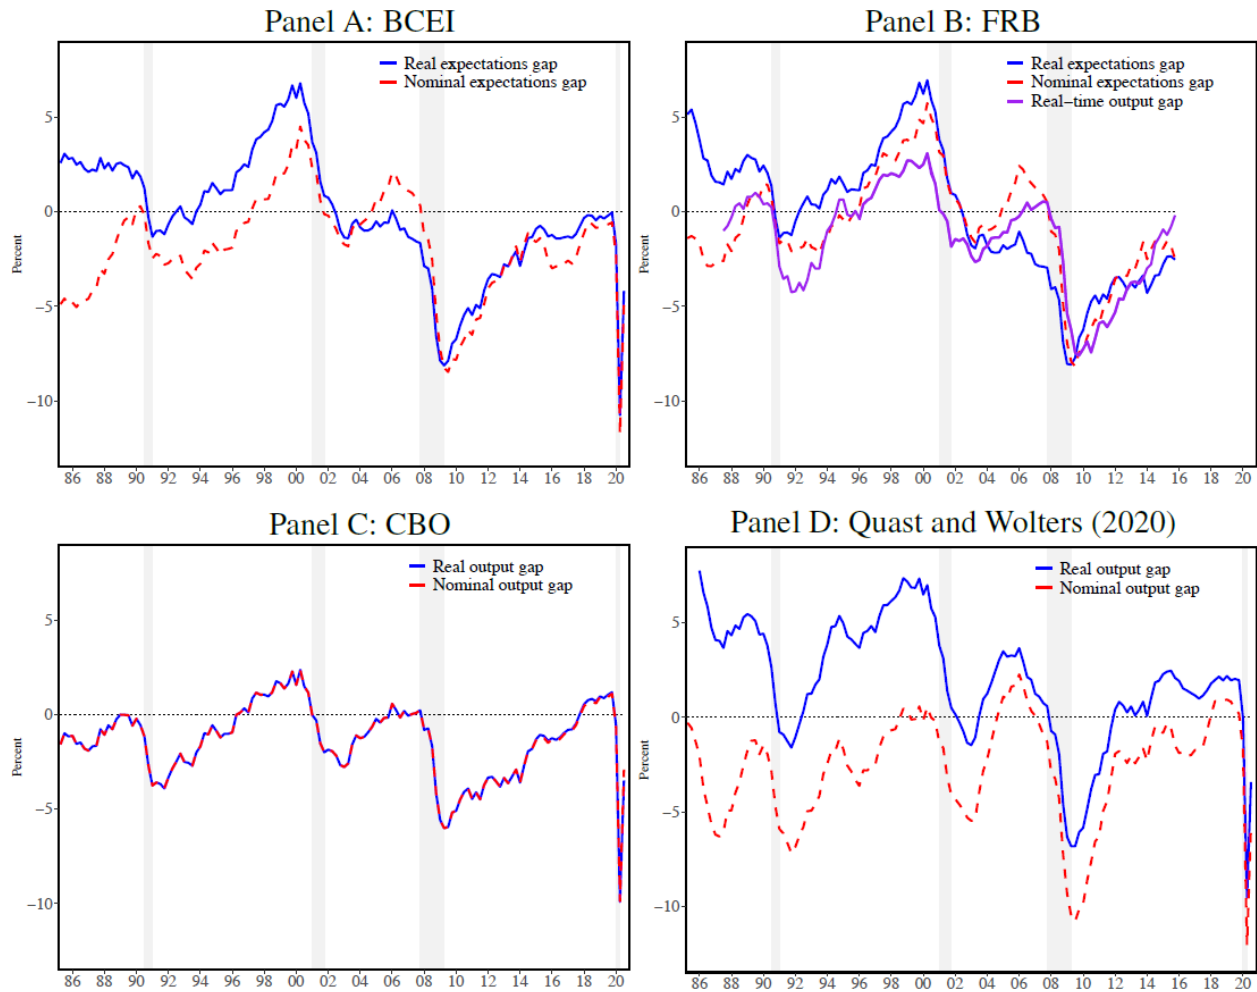 Panel A: BCEI
Real expectations gap
Nominal expectations gap
Percent
5
0
−5
−10
86 88 90 92 94 96 98 00 02 04 06 08 10 12 14 16 18 20
Panel B: FRB
Real expectations gap
Nominal expectations gap
Real−time output gap
Percent
5
0
−5
−10
86 88 90 92 94 96 98 00 02 04 06 08 10 12 14 16 18 20
Panel C: CBO
Real output gap
Nominal output gap
Percent
5
0
−5
−10
86 88 90 92 94 96 98 00 02 04 06 08 10 12 14 16 18 20
Panel D: Quast and Wolters (2020)
Real output gap
Nominal output gap
Percent
5
0
−5
−10
86 88 90 92 94 96 98 00 02 04 06 08 10 12 14 16 18 20